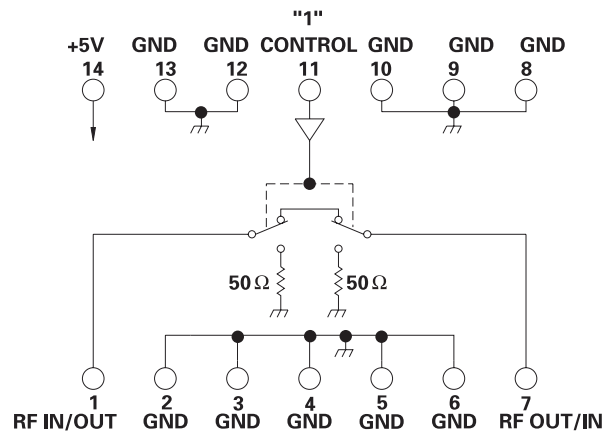 "1"
+5V GND GND CONTROL GND GND GND
14 13 12 11 10 9 8
50 Ω 50 Ω
1 2 3 4 5 6 7
RF IN/OUT GND GND GND GND GND RF OUT/IN